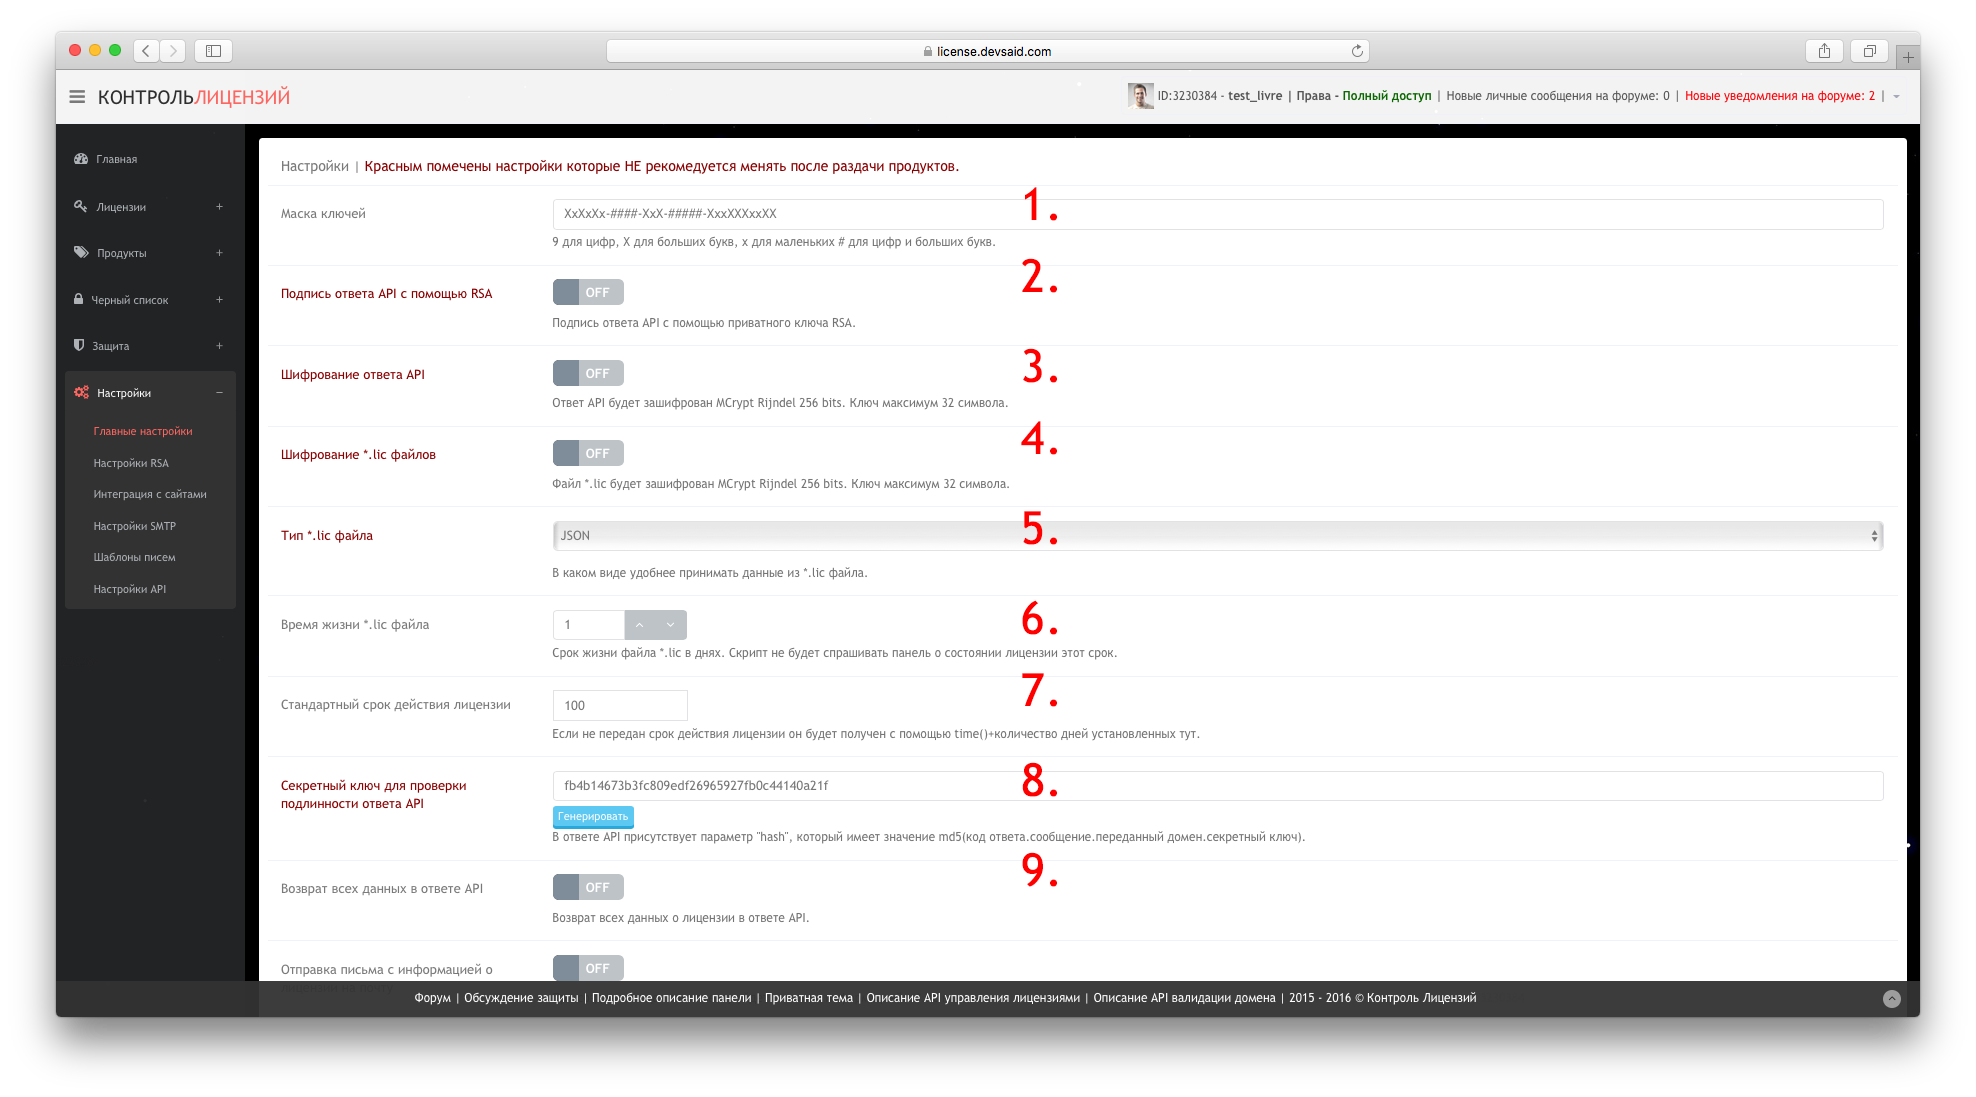 license.devsaid.com
КОНТРОЛЬЛИЦЕНЗИЙ
ID:3230384 - test_livre | Права - Полный доступ | Новые личные сообщения на форуме: 0 | Новые уведомления на форуме: 2 |
Главная
Лицензии +
Продукты +
Черный список +
Защита +
Настройки −
Главные настройки
Настройки RSA
Интеграция с сайтами
Настройки SMTP
Шаблоны писем
Настройки API
Настройки | Красным помечены настройки которые НЕ рекомедуется менять после раздачи продуктов.
1.
Маска ключей
XxXxXx-####-XxX-#####-XxxXXXxxXX
9 для цифр, X для больших букв, x для маленьких # для цифр и больших букв.
2.
Подпись ответа API с помощью RSA
OFF
Подпись ответа API с помощью приватного ключа RSA.
3.
Шифрование ответа API
OFF
Ответ API будет зашифрован MCrypt Rijndel 256 bits. Ключ максимум 32 символа.
4.
Шифрование *.lic файлов
OFF
Файл *.lic будет зашифрован MCrypt Rijndel 256 bits. Ключ максимум 32 символа.
5.
Тип *.lic файла
JSON
В каком виде удобнее принимать данные из *.lic файла.
6.
Время жизни *.lic файла
1
Срок жизни файла *.lic в днях. Скрипт не будет спрашивать панель о состоянии лицензии этот срок.
7.
Стандартный срок действия лицензии
100
Если не передан срок действия лицензии он будет получен с помощью time()+количество дней установленных тут.
8.
Секретный ключ для проверки
подлинности ответа API
fb4b14673b3fc809edf26965927fb0c44140a21f
Генерировать
В ответе API присутствует параметр "hash", который имеет значение md5(код ответа.сообщение.переданный домен.секретный ключ).
9.
Возврат всех данных в ответе API
OFF
Возврат всех данных о лицензии в ответе API.
Отправка письма с информацией о
OFF
Форум | Обсуждение защиты | Подробное описание панели | Приватная тема | Описание API управления лицензиями | Описание API валидации домена | 2015 - 2016 © Контроль Лицензий